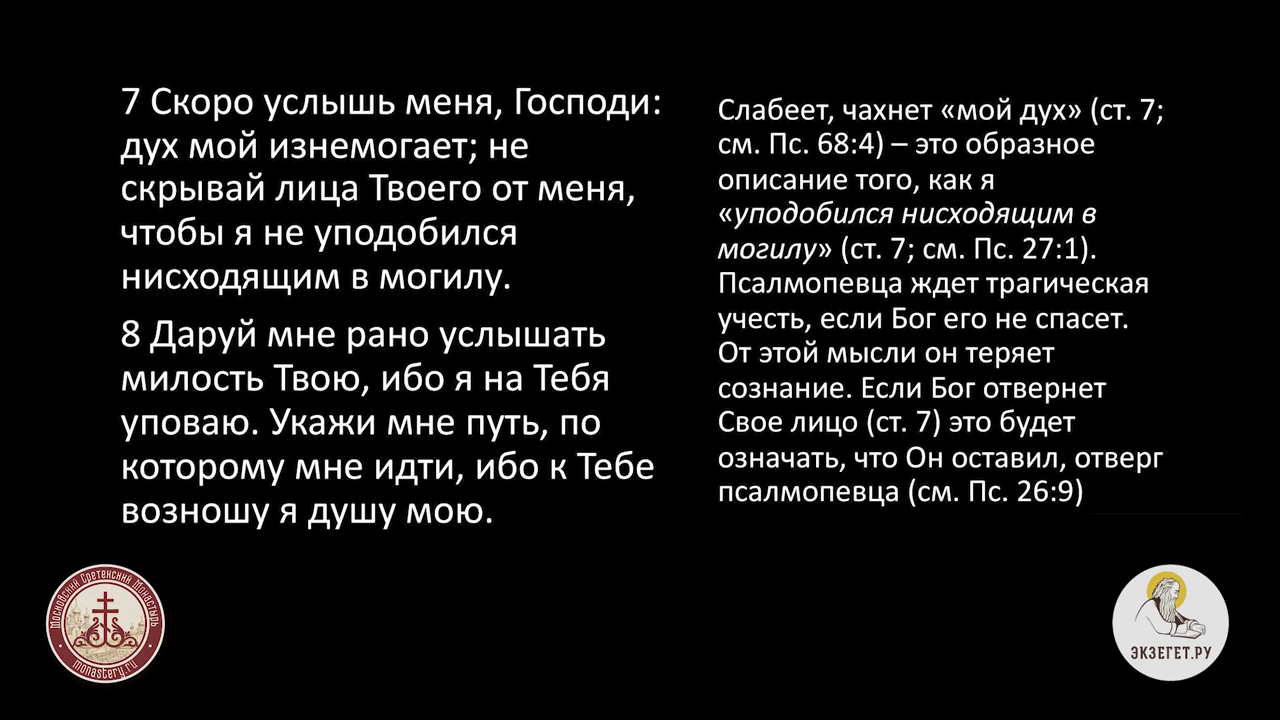 7 Скоро услышь меня, Господи:
дух мой изнемогает; не
скрывай лица Твоего от меня,
чтобы я не уподобился
нисходящим в могилу.
8 Даруй мне рано услышать
милость Твою, ибо я на Тебя
уповаю. Укажи мне путь, по
которому мне идти, ибо к Тебе
возношу я душу мою.
Слабеет, чахнет «мой дух» (ст. 7;
см. Пс. 68:4) – это образное
описание того, как я
«уподобился нисходящим в
могилу» (ст. 7; см. Пс. 27:1).
Псалмопевца ждет трагическая
учесть, если Бог его не спасет.
От этой мысли он теряет
сознание. Если Бог отвернет
Свое лицо (ст. 7) это будет
означать, что Он оставил, отверг
псалмопевца (см. Пс. 26:9)
Московский Сретенский Монастырь
monastery.ru
ЭКЗЕГЕТ.РУ